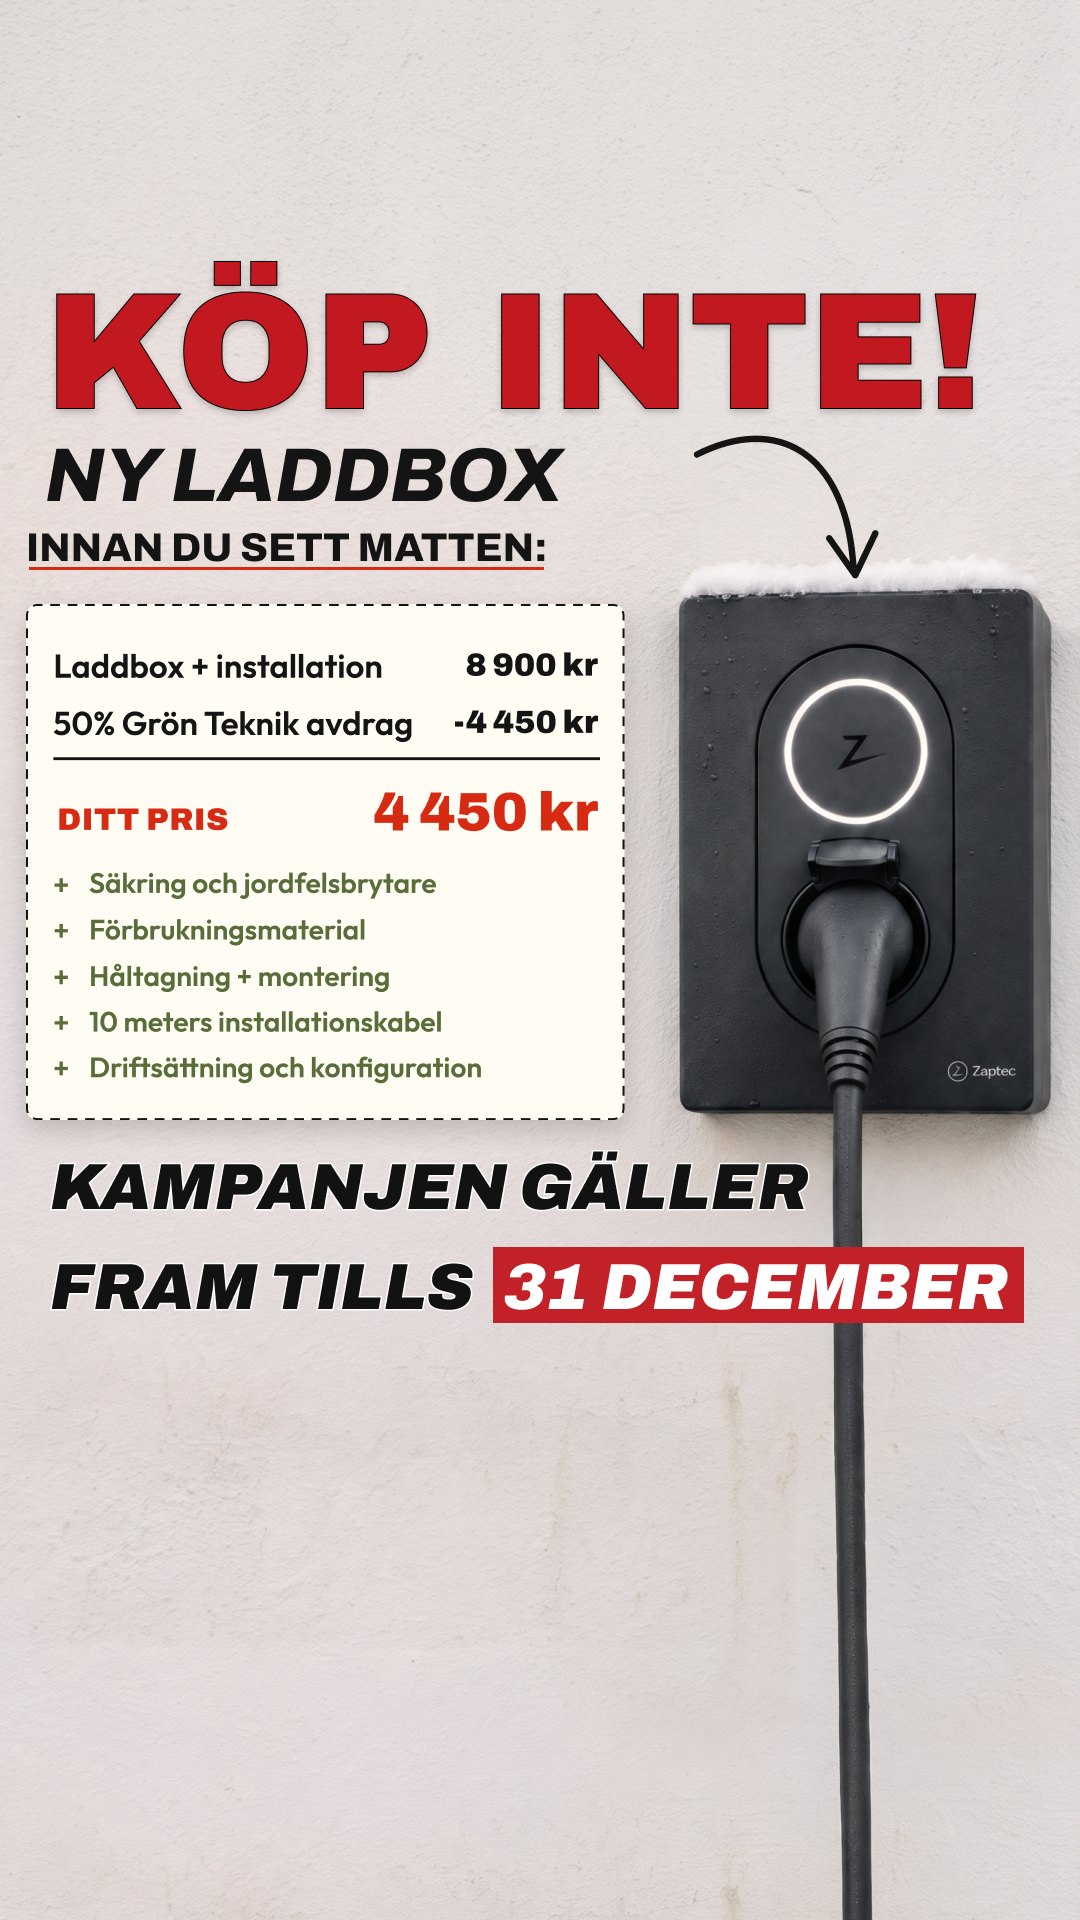 KÖP INTE!
NY LADDBOX
INNAN DU SETT MATTEN:
Laddbox + installation 8 900 kr
50% Grön Teknik avdrag -4 450 kr
DITT PRIS 4 450 kr
+ Säkring och jordfelsbrytare
+ Förbrukningsmaterial
+ Håltagning + montering
+ 10 meters installationskabel
+ Driftsättning och konfiguration
Zaptec
KAMPANJEN GÄLLER
FRAM TILLS 31 DECEMBER